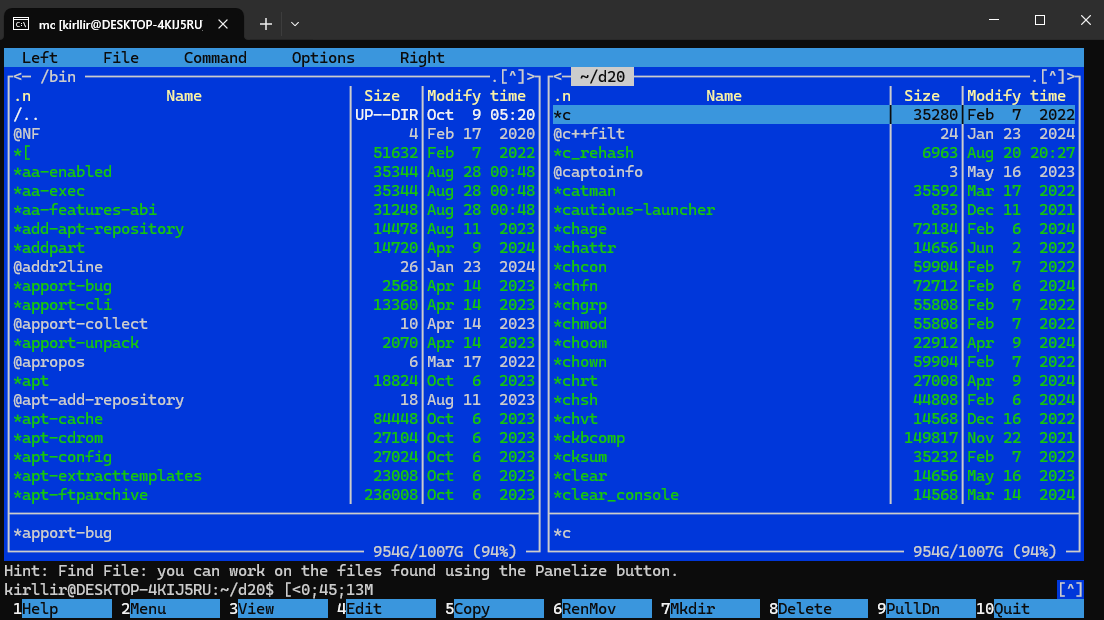 mc [kirllir@DESKTOP-4KIJ5RU
Left File Command Options Right
<─ /bin .[^]>
.n Name Size Modify time
/.. UP--DIR Oct 9 05:20
@NF 4 Feb 17 2020
*[ 51632 Feb 7 2022
*aa-enabled 35344 Aug 28 00:48
*aa-exec 35344 Aug 28 00:48
*aa-features-abi 31248 Aug 28 00:48
*add-apt-repository 14478 Aug 11 2023
*addpart 14720 Apr 9 2024
@addr2line 26 Jan 23 2024
*apport-bug 2568 Apr 14 2023
*apport-cli 13360 Apr 14 2023
@apport-collect 10 Apr 14 2023
*apport-unpack 2070 Apr 14 2023
@apropos 6 Mar 17 2022
*apt 18824 Oct 6 2023
@apt-add-repository 18 Aug 11 2023
*apt-cache 84448 Oct 6 2023
*apt-cdrom 27104 Oct 6 2023
*apt-config 27024 Oct 6 2023
*apt-extracttemplates 23008 Oct 6 2023
*apt-ftparchive 236008 Oct 6 2023
*apport-bug
954G/1007G (94%)
<─ ~/d20 .[^]>
.n Name Size Modify time
*c 35280 Feb 7 2022
@c++filt 24 Jan 23 2024
*c_rehash 6963 Aug 20 20:27
@captoinfo 3 May 16 2023
*catman 35592 Mar 17 2022
*cautious-launcher 853 Dec 11 2021
*chage 72184 Feb 6 2024
*chattr 14656 Jun 2 2022
*chcon 59904 Feb 7 2022
*chfn 72712 Feb 6 2024
*chgrp 55808 Feb 7 2022
*chmod 55808 Feb 7 2022
*choom 22912 Apr 9 2024
*chown 59904 Feb 7 2022
*chrt 27008 Apr 9 2024
*chsh 44808 Feb 6 2024
*chvt 14568 Dec 16 2022
*ckbcomp 149817 Nov 22 2021
*cksum 35232 Feb 7 2022
*clear 14656 May 16 2023
*clear_console 14568 Mar 14 2024
*c
954G/1007G (94%)
Hint: Find File: you can work on the files found using the Panelize button.
kirllir@DESKTOP-4KIJ5RU:~/d20$ [<0;45;13M [^]
1Help 2Menu 3View 4Edit 5Copy 6RenMov 7Mkdir 8Delete 9PullDn 10Quit